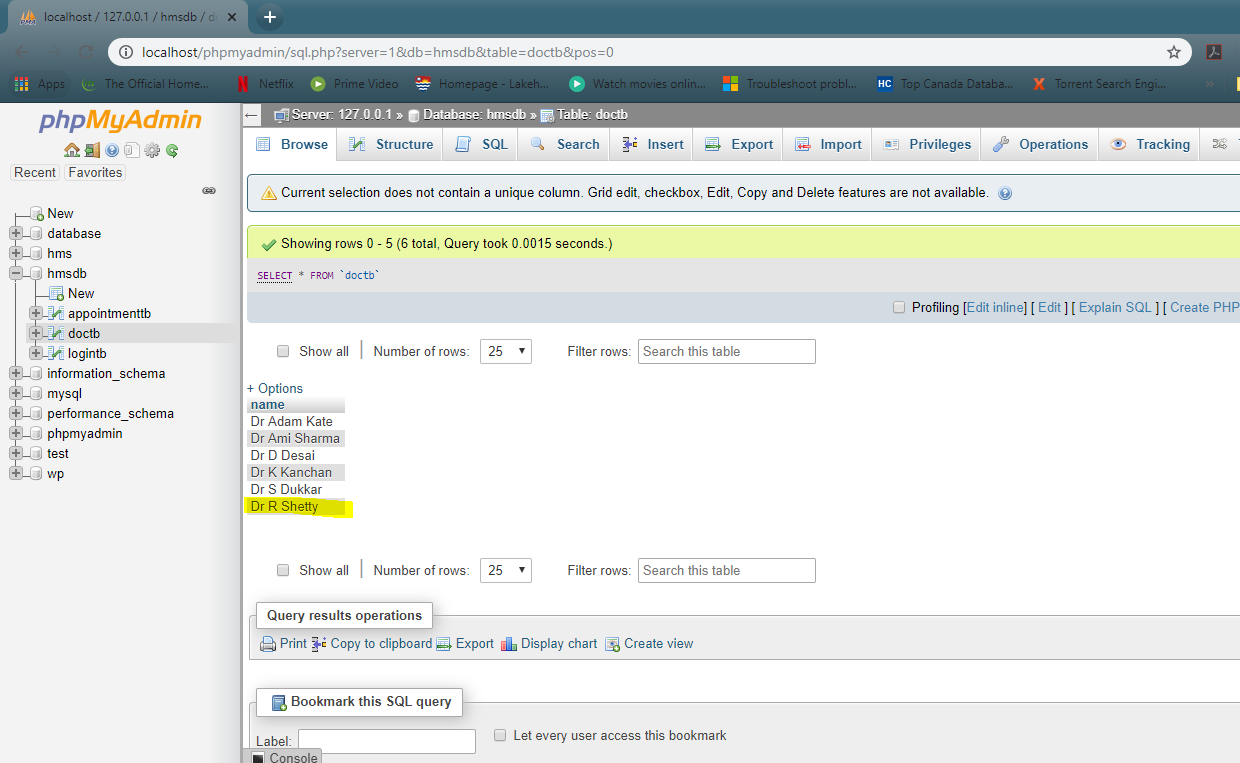 localhost / 127.0.0.1 / hmsdb / d
localhost/phpmyadmin/sql.php?server=1&db=hmsdb&table=doctb&pos=0
Apps The Official Home... Netflix Prime Video Homepage - Lakeh... Watch movies onlin... Troubleshoot probl... HC Top Canada Databa... Torrent Search Engi... »
phpMyAdmin
Recent Favorites
New
database
hms
hmsdb
New
appointmenttb
doctb
logintb
information_schema
mysql
performance_schema
phpmyadmin
test
wp
Server: 127.0.0.1 » Database: hmsdb » Table: doctb
Browse Structure SQL Search Insert Export Import Privileges Operations Tracking
Current selection does not contain a unique column. Grid edit, checkbox, Edit, Copy and Delete features are not available.
Showing rows 0 - 5 (6 total, Query took 0.0015 seconds.)
SELECT * FROM `doctb`
Profiling [Edit inline] [ Edit ] [ Explain SQL ] [ Create PHP
Show all Number of rows: 25 Filter rows: Search this table
+ Options
name
Dr Adam Kate
Dr Ami Sharma
Dr D Desai
Dr K Kanchan
Dr S Dukkar
Dr R Shetty
Show all Number of rows: 25 Filter rows: Search this table
Query results operations
Print Copy to clipboard Export Display chart Create view
Bookmark this SQL query
Label: Let every user access this bookmark
Console